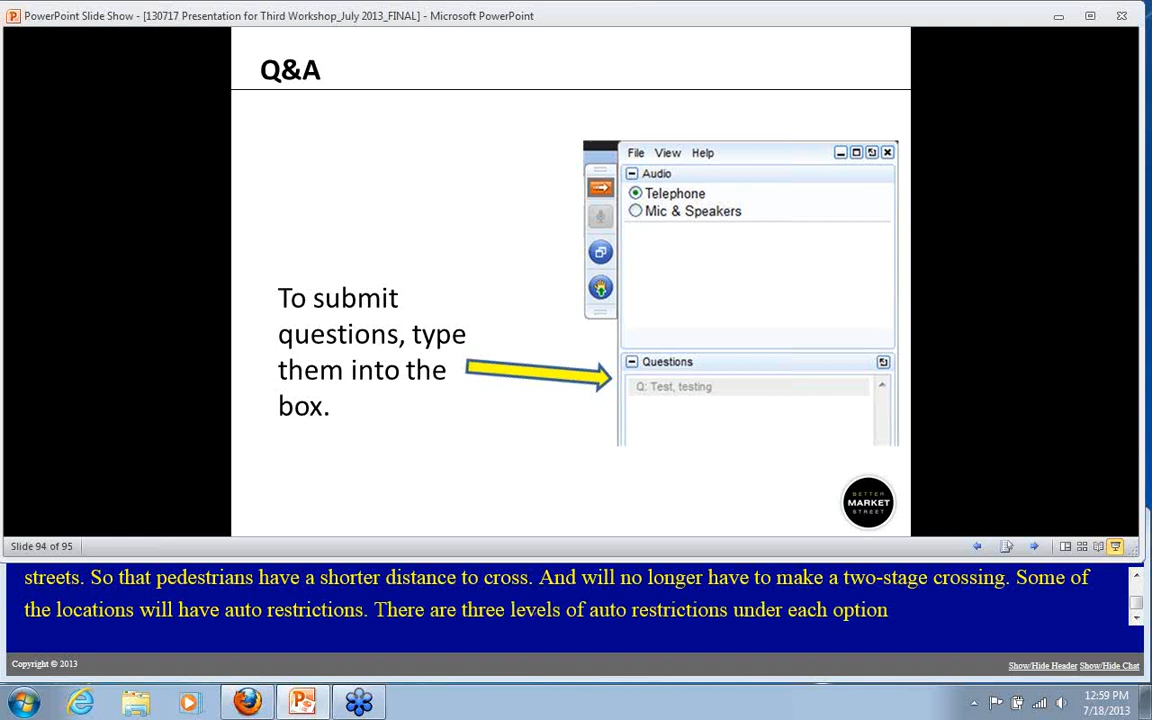 PowerPoint Slide Show - [130717 Presentation for Third Workshop_July 2013_FINAL] - Microsoft PowerPoint
Q&A
File View Help
Audio
Telephone
Mic & Speakers
To submit
questions, type
them into the
box.
Questions
Q: Test, testing
BETTER
MARKET
STREET
Slide 94 of 95
streets. So that pedestrians have a shorter distance to cross. And will no longer have to make a two-stage crossing. Some of
the locations will have auto restrictions. There are three levels of auto restrictions under each option
Copyright © 2013
Show/Hide Header Show/Hide Chat
12:59 PM
7/18/2013